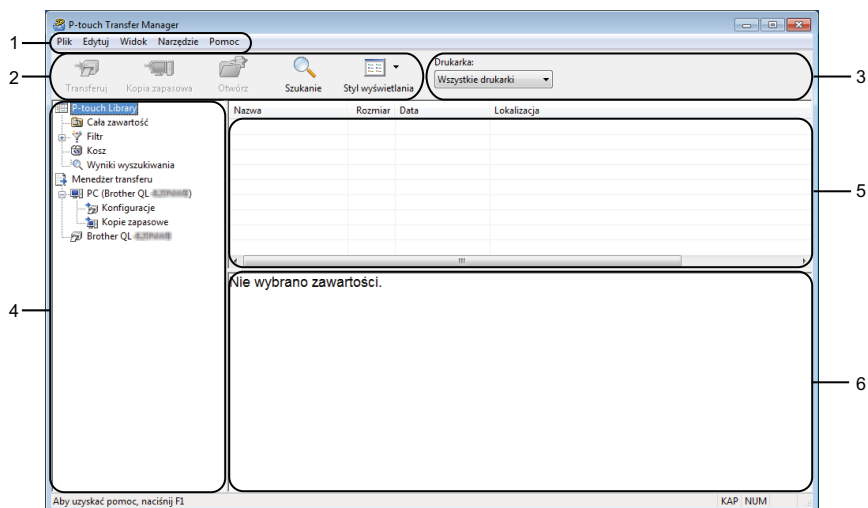 P-touch Transfer Manager
1
Plik Edytuj Widok Narzędzie Pomoc
2
Transferuj Kopia zapasowa Otwórz Szukanie Styl wyświetlania
Drukarka:
Wszystkie drukarki
3
P-touch Library
Cała zawartość
Filtr
Kosz
Wyniki wyszukiwania
Menedżer transferu
PC (Brother QL )
Konfiguracje
Kopie zapasowe
Brother QL
4
Nazwa Rozmiar Data Lokalizacja
5
Nie wybrano zawartości.
6
Aby uzyskać pomoc, naciśnij F1
KAP NUM